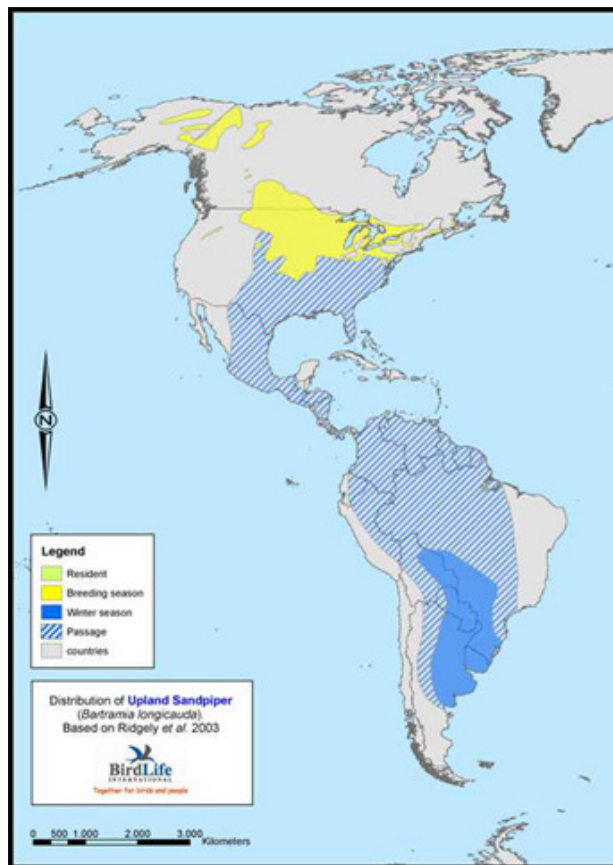 N
Legend
Resident
Breeding season
Winter season
Passage
countries
Distribution of Upland Sandpiper
(Bartramia longicauda).
Based on Ridgely et al. 2003
BirdLife
INTERNATIONAL
Together for birds and people
0 500 1.000 2.000 3.000
Kilometers